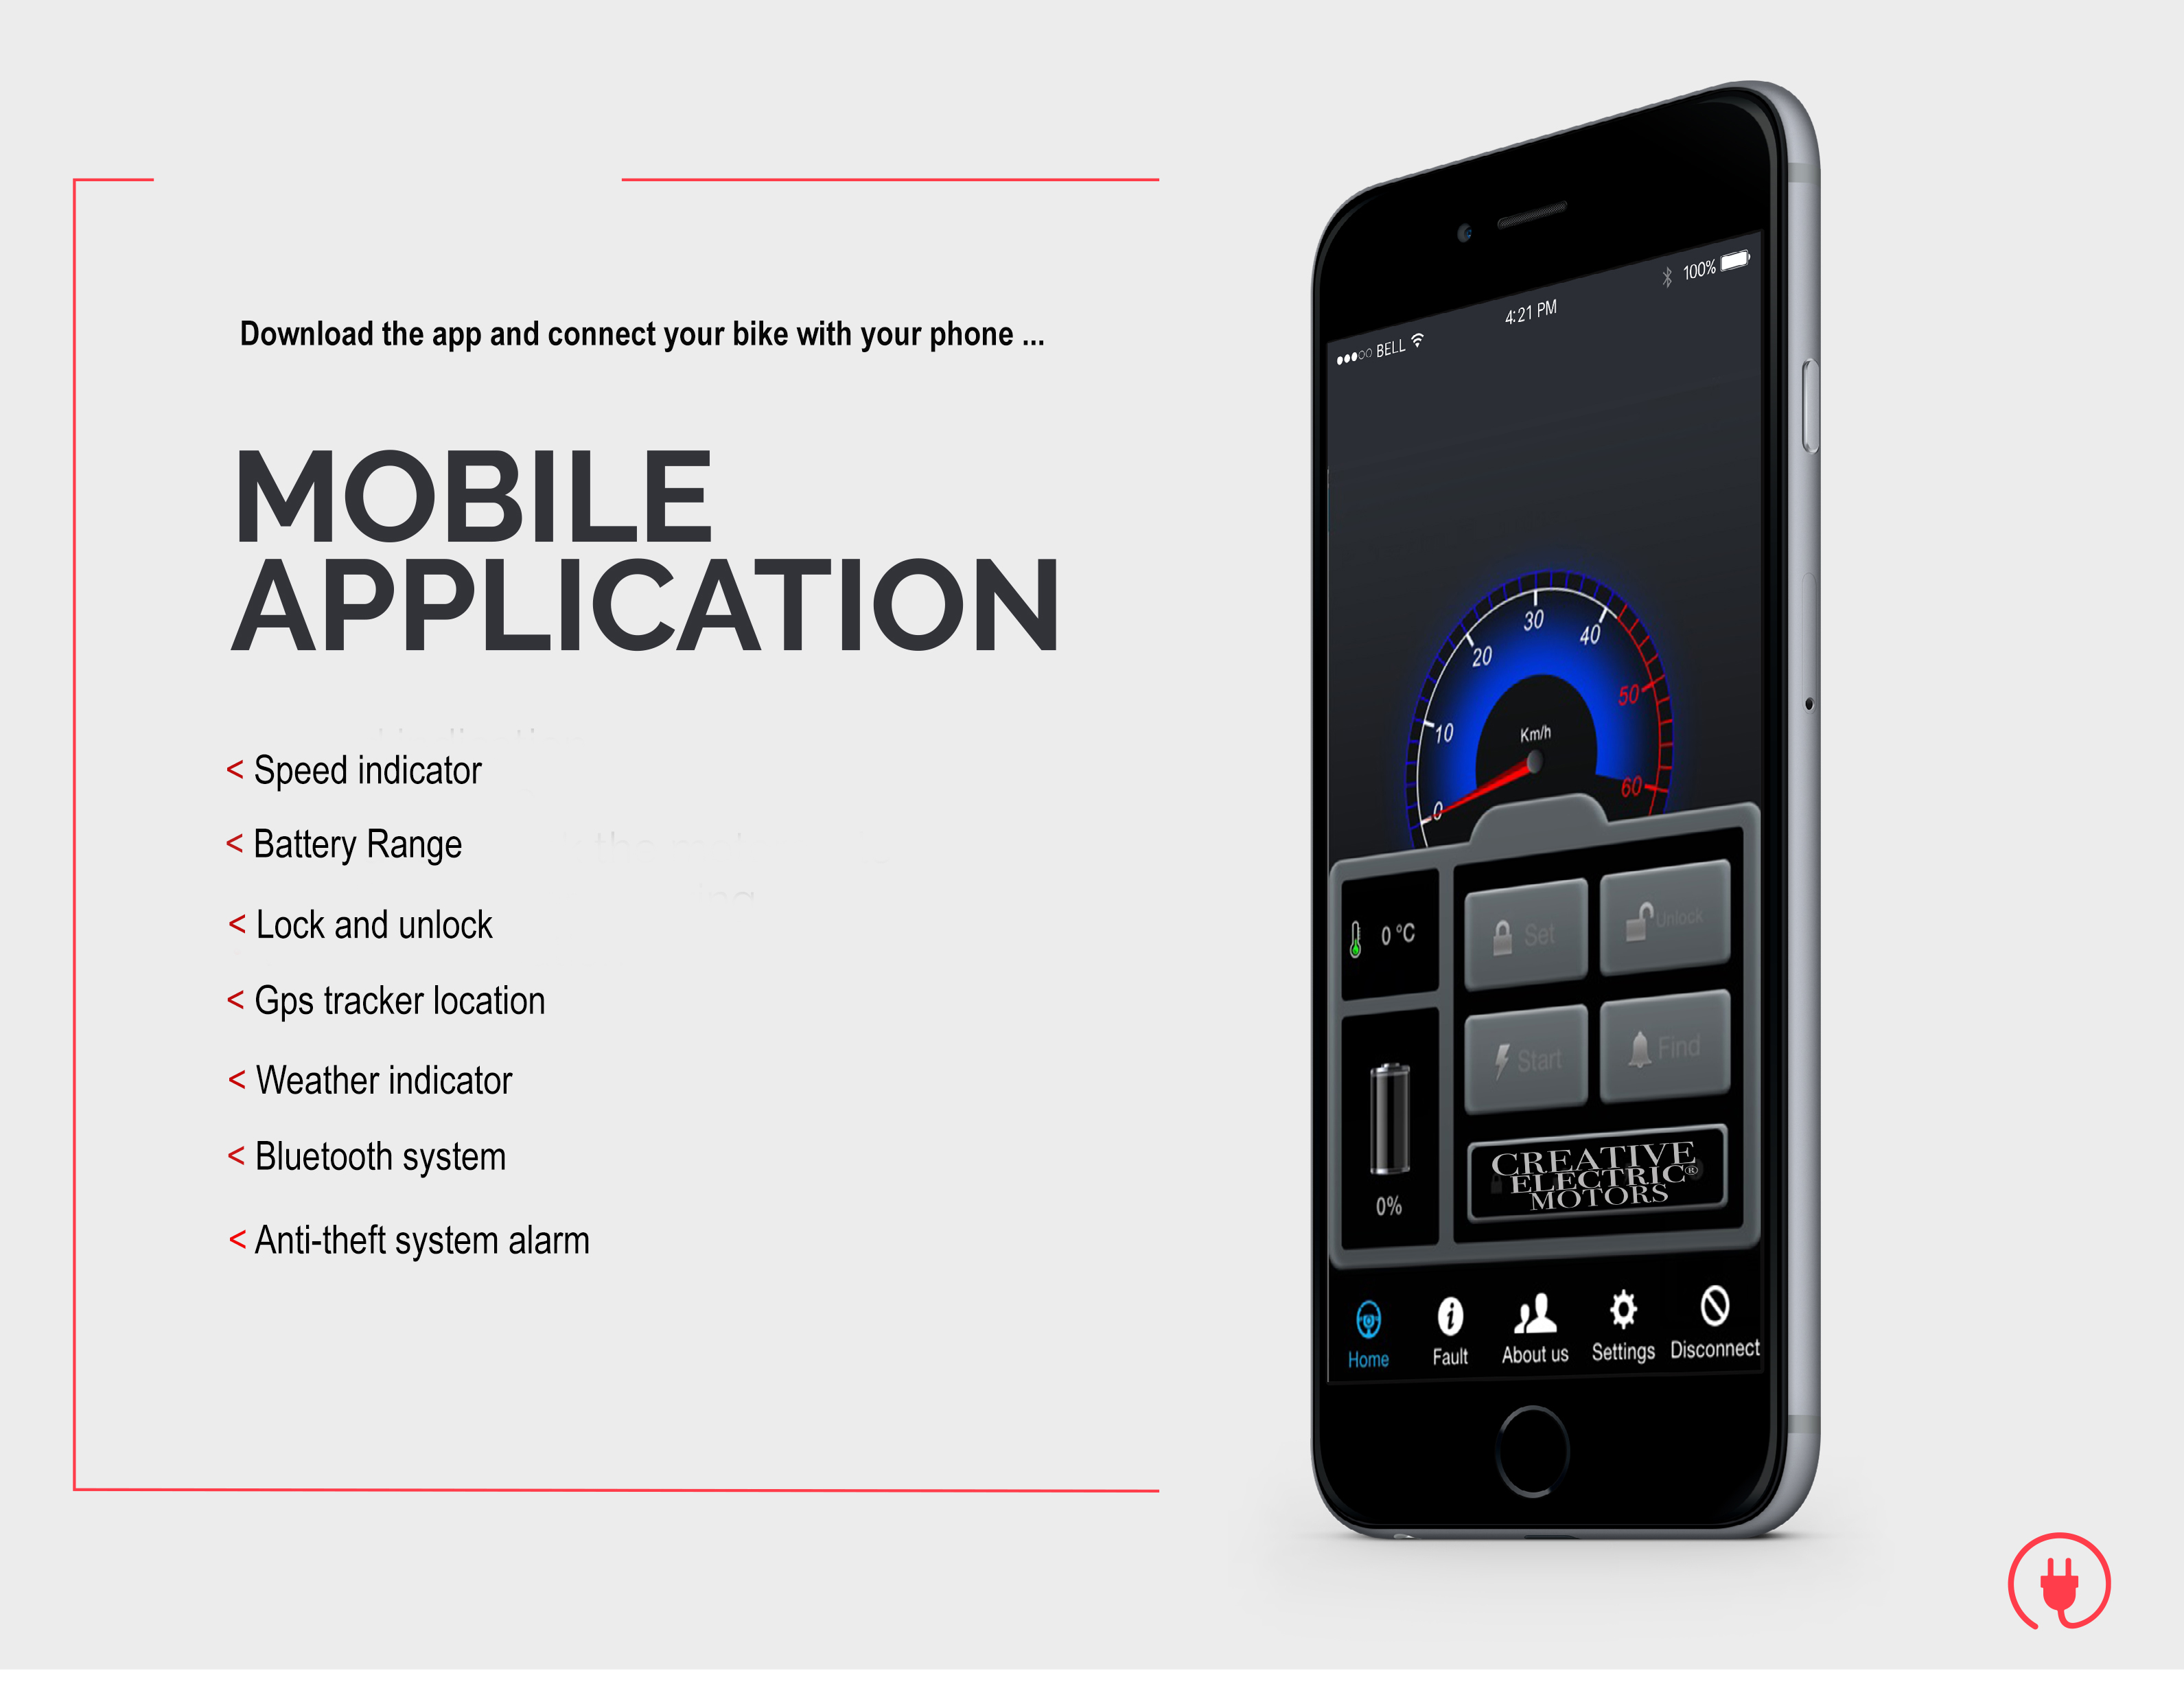 Download the app and connect your bike with your phone ...
MOBILE
APPLICATION
< Speed indicator
< Battery Range
< Lock and unlock
< Gps tracker location
< Weather indicator
< Bluetooth system
< Anti-theft system alarm
BELL
4:21 PM
100%
0
10
20
30
40
50
60
Km/h
0 °C
Set
Unlock
Start
Find
0%
CREATIVE
ELECTRIC®
MOTORS
Home
Fault
About us
Settings
Disconnect